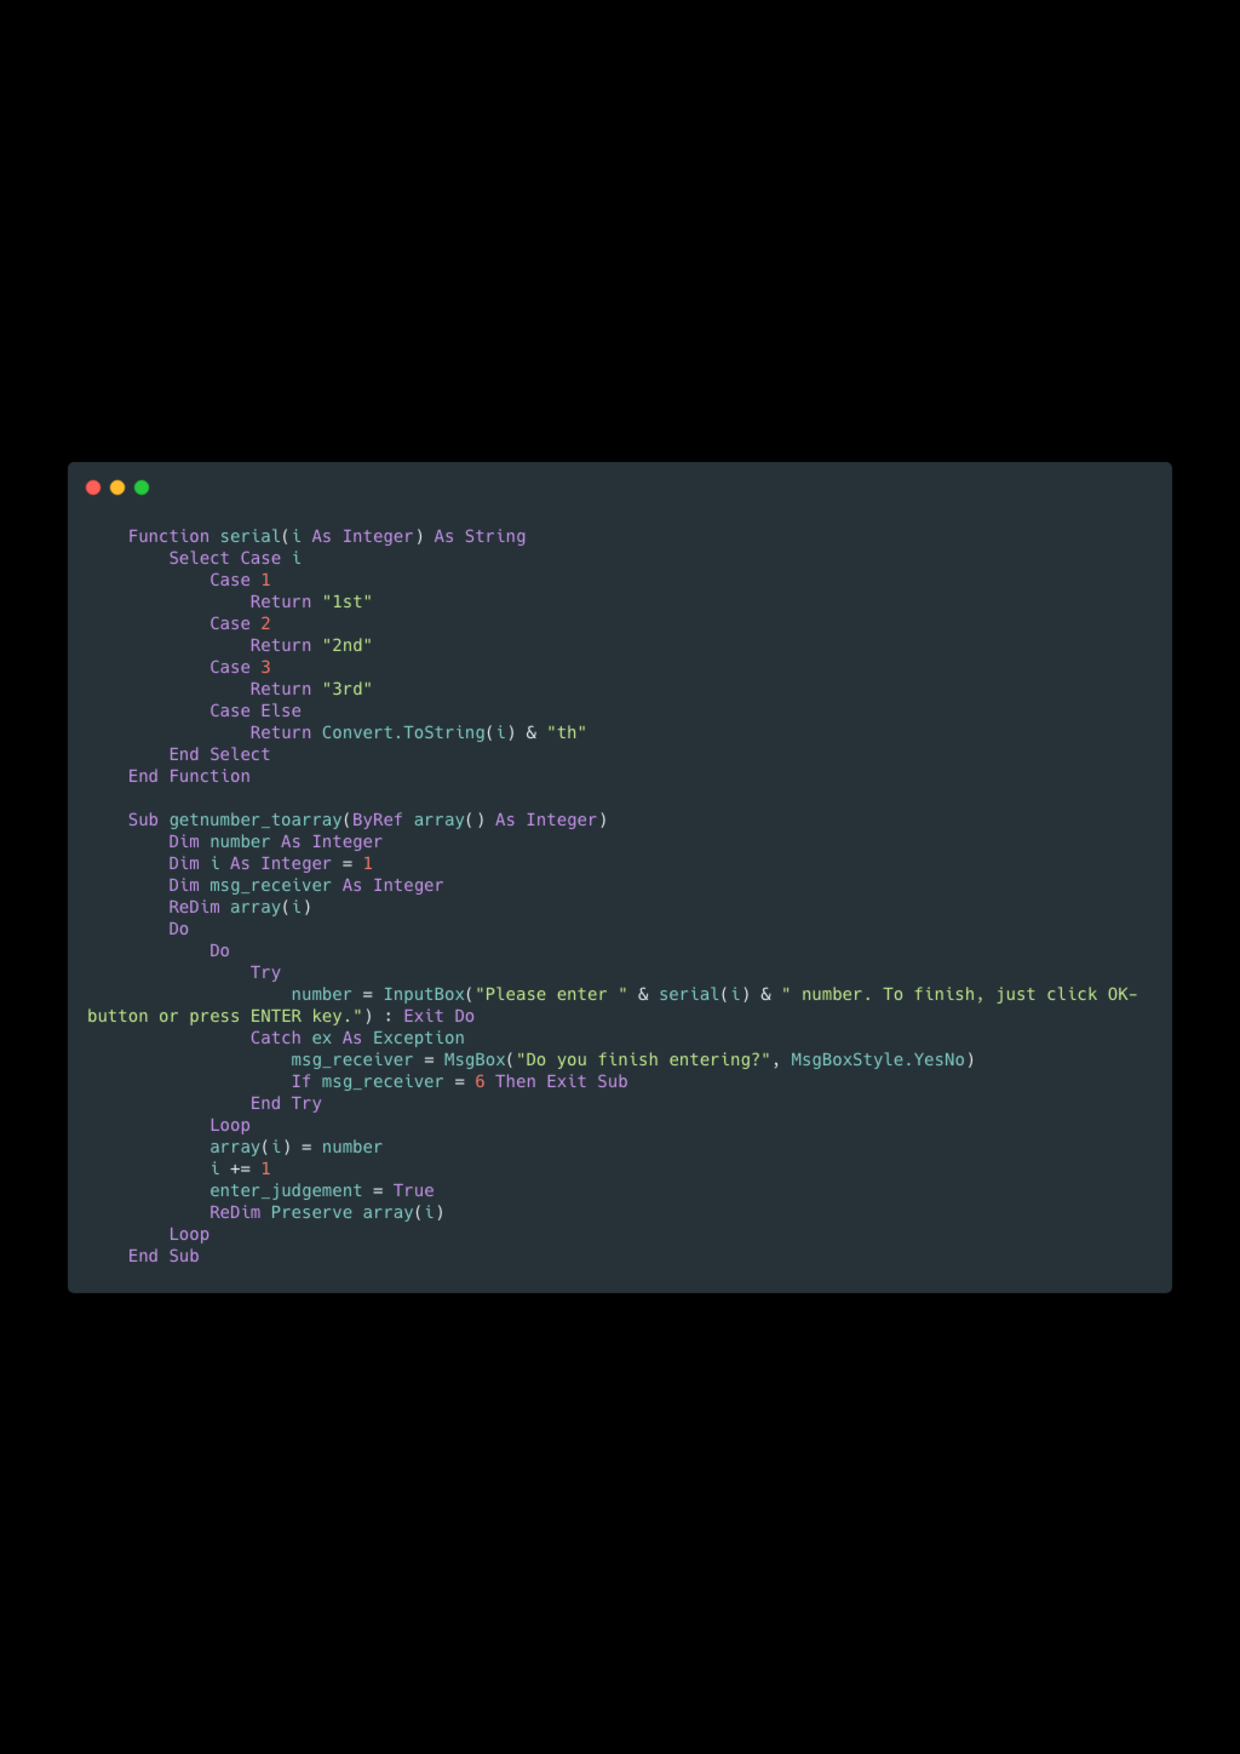 Function serial(i As Integer) As String
Select Case i
Case 1
Return "1st"
Case 2
Return "2nd"
Case 3
Return "3rd"
Case Else
Return Convert.ToString(i) & "th"
End Select
End Function
Sub getnumber_toarray(ByRef array() As Integer)
Dim number As Integer
Dim i As Integer = 1
Dim msg_receiver As Integer
ReDim array(i)
Do
Do
Try
number = InputBox("Please enter " & serial(i) & " number. To finish, just click OK-
button or press ENTER key.") : Exit Do
Catch ex As Exception
msg_receiver = MsgBox("Do you finish entering?", MsgBoxStyle.YesNo)
If msg_receiver = 6 Then Exit Sub
End Try
Loop
array(i) = number
i += 1
enter_judgement = True
ReDim Preserve array(i)
Loop
End Sub